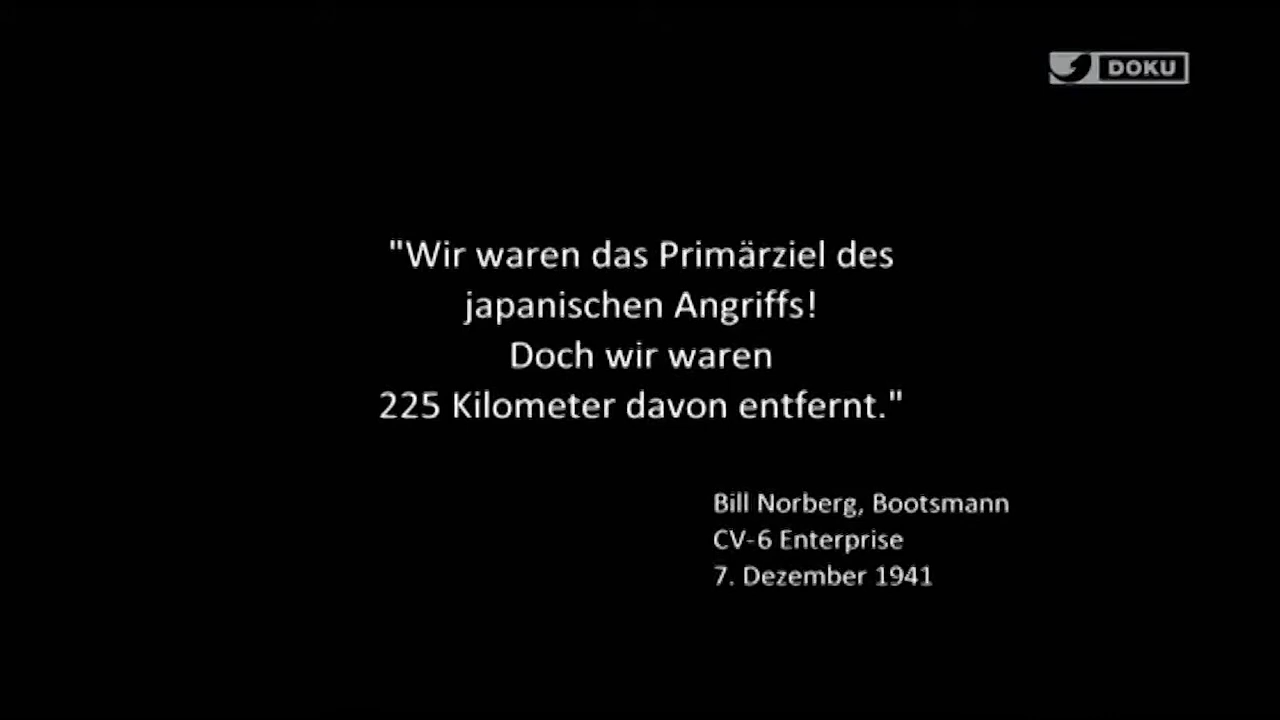 DOKU
"Wir waren das Primärziel des
japanischen Angriffs!
Doch wir waren
225 Kilometer davon entfernt."
Bill Norberg, Bootsmann
CV-6 Enterprise
7. Dezember 1941